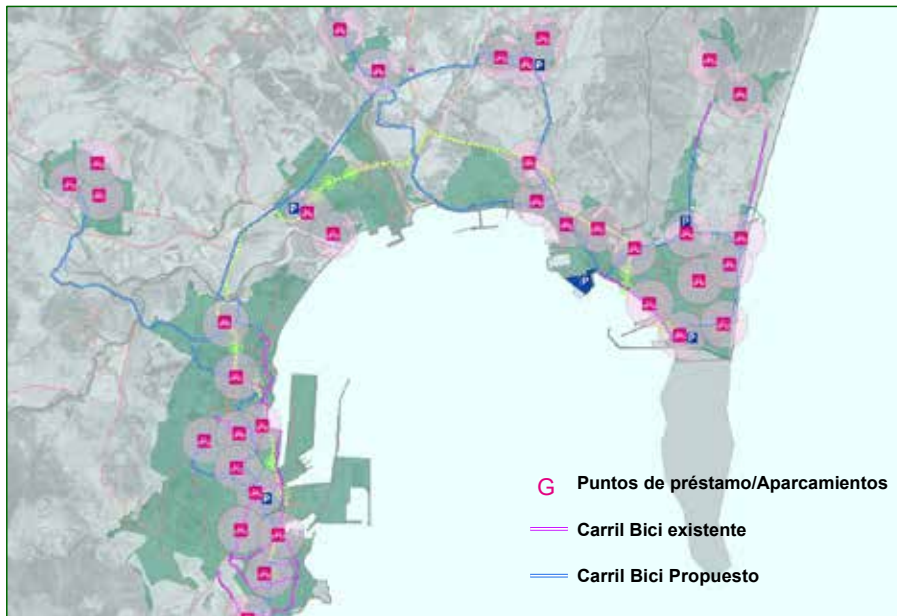 P
P
P
P
P
P
G Puntos de préstamo/Aparcamientos
Carril Bici existente
Carril Bici Propuesto